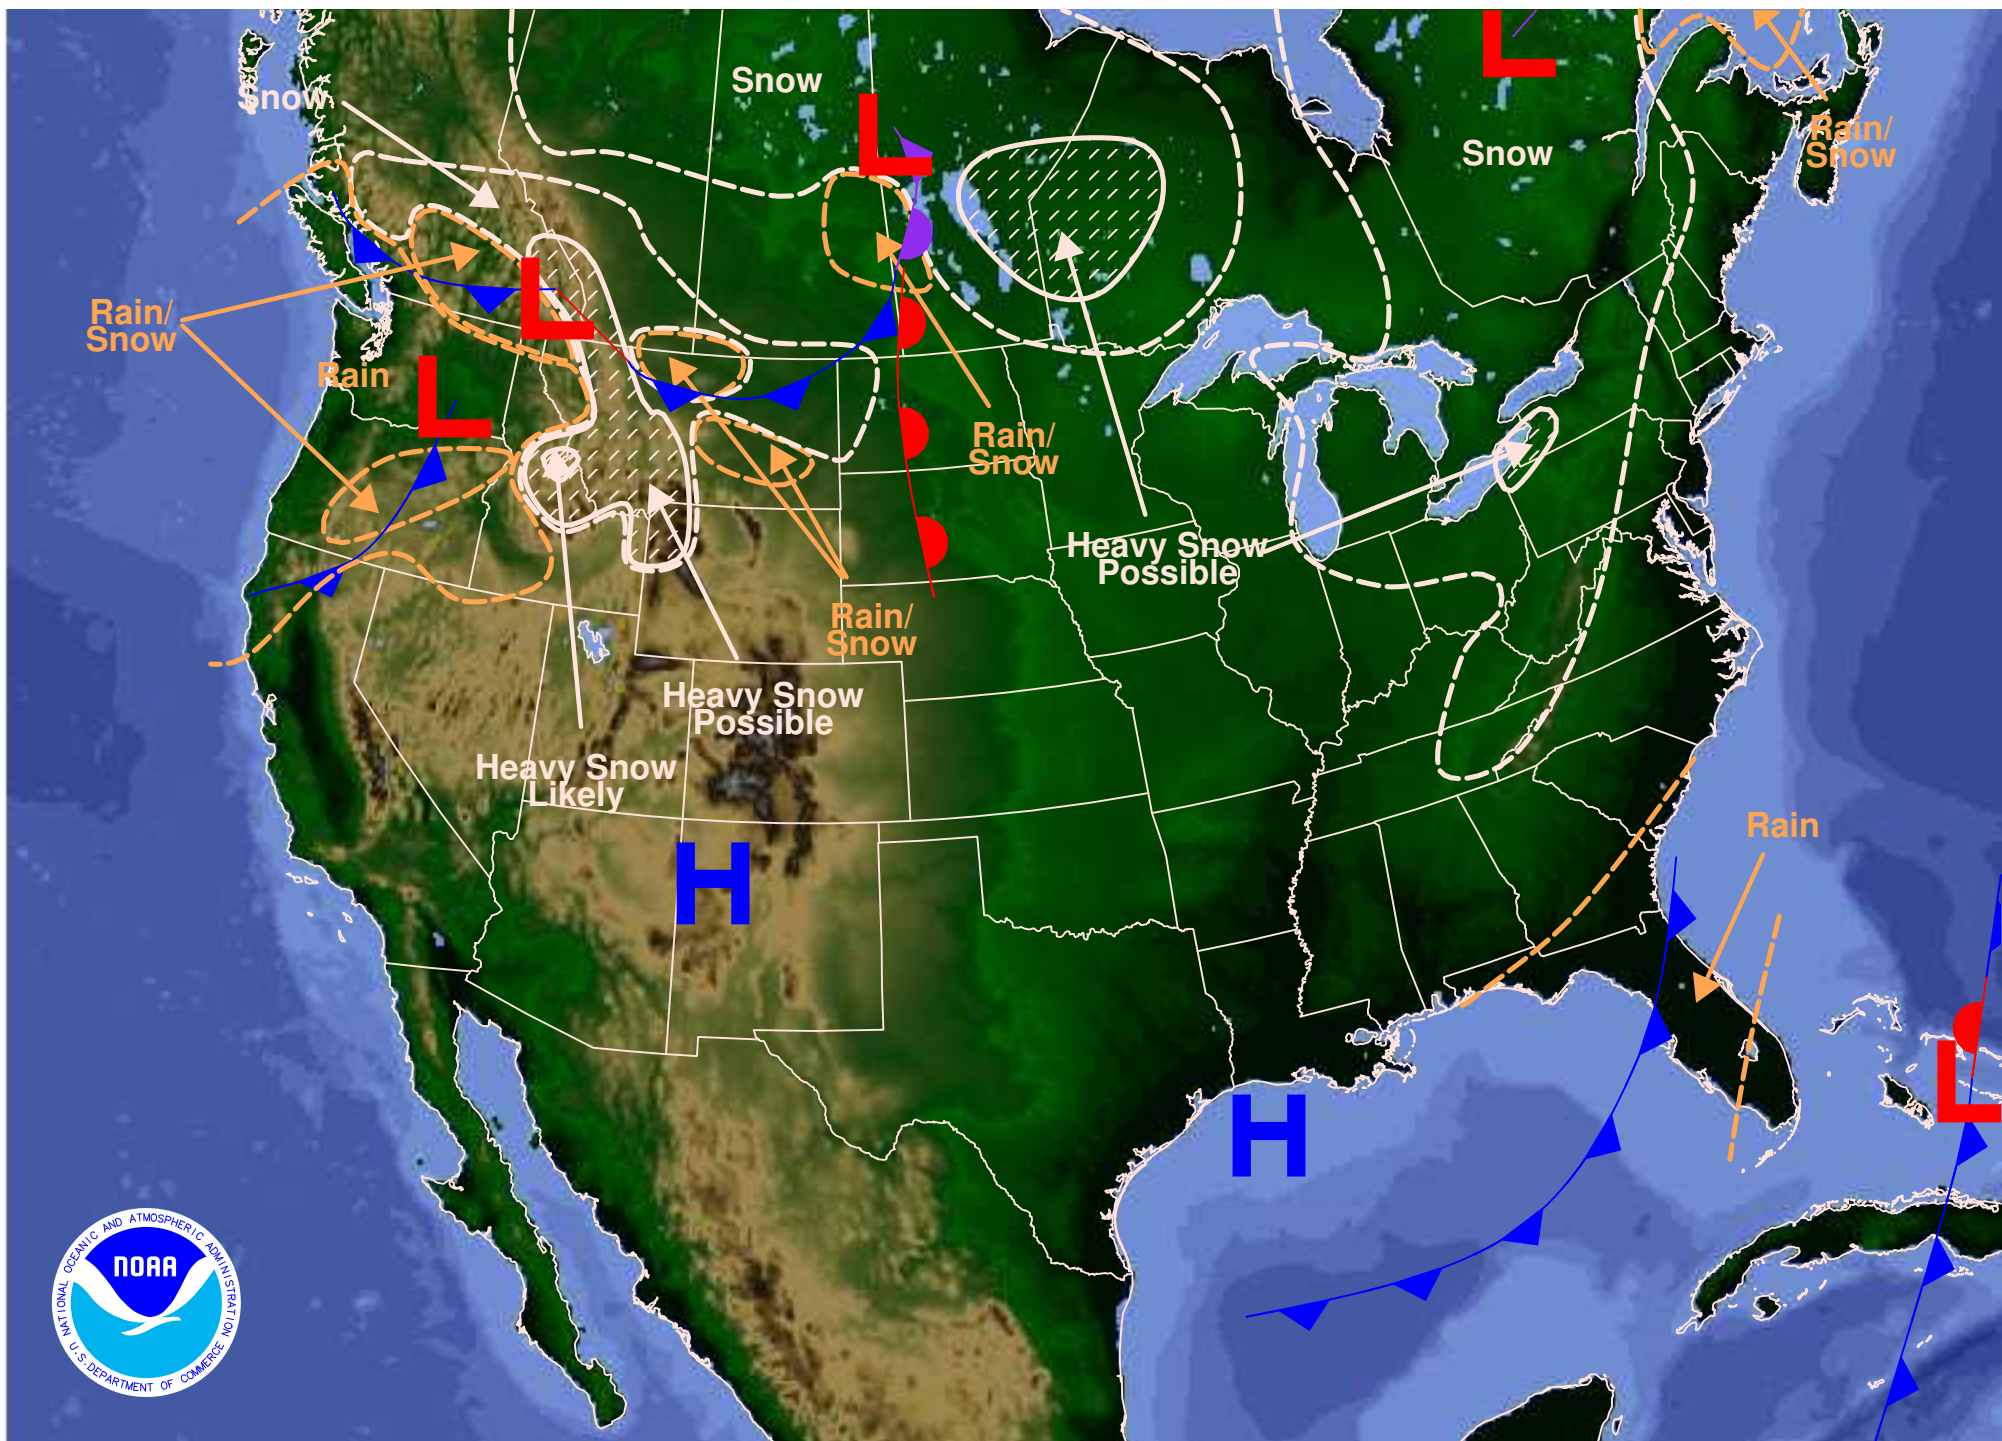 Snow
Snow
Snow
Rain/
Snow
L
L
L
L
Rain/
Snow
Rain
Rain/
Snow
Heavy Snow
Possible
Rain/
Snow
Heavy Snow
Possible
Heavy Snow
Likely
Rain
H
H
L
NOAA
NATIONAL OCEANIC AND ATMOSPHERIC ADMINISTRATION
U.S. DEPARTMENT OF COMMERCE